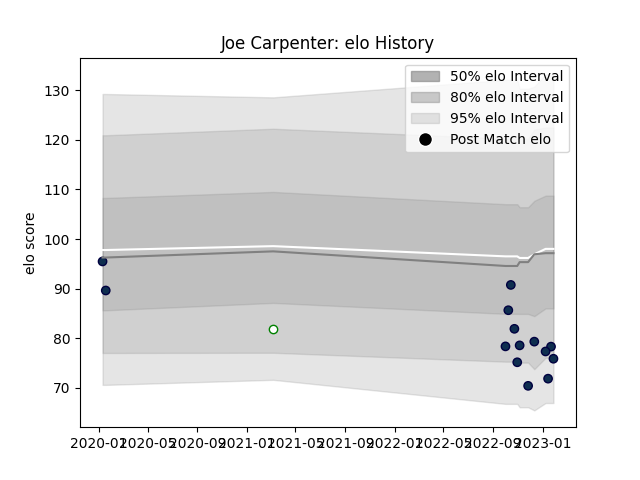 Joe Carpenter: elo History
50% elo Interval
80% elo Interval
95% elo Interval
Post Match elo
elo score
130
120
110
100
90
80
70
2020-01 2020-05 2020-09 2021-01 2021-05 2021-09 2022-01 2022-05 2022-09 2023-01